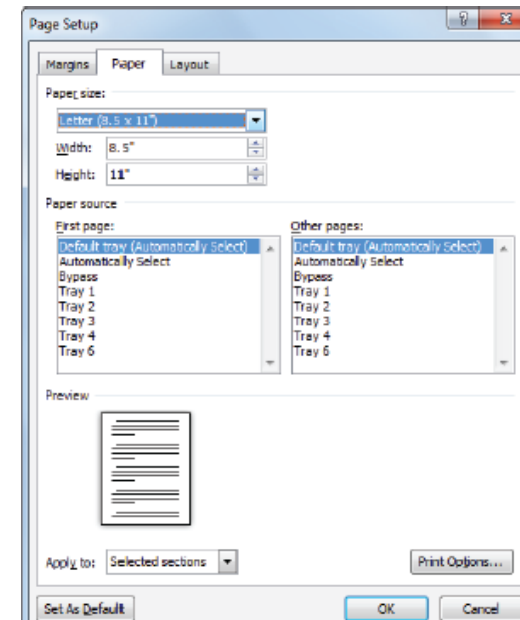 Page Setup
Margins Paper Layout
Paper size:
Letter (8.5 x 11")
Width: 8.5"
Height: 11"
Paper source
First page: Other pages:
Default tray (Automatically Select) Default tray (Automatically Select)
Automatically Select Automatically Select
Bypass Bypass
Tray 1 Tray 1
Tray 2 Tray 2
Tray 3 Tray 3
Tray 4 Tray 4
Tray 6 Tray 6
Preview
Apply to: Selected sections Print Options...
Set As Default OK Cancel